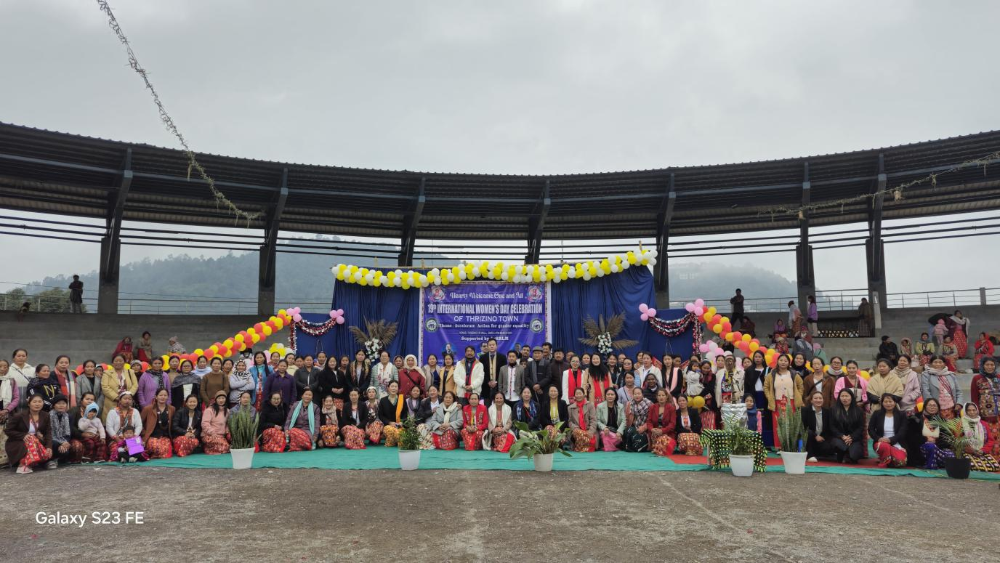 Hearty Welcome One and All
19th INTERNATIONAL WOMEN'S DAY CELEBRATION
OF THRIZINO TOWN
Theme Accelerate Action for gender equality
Supported by
Galaxy S23 FE